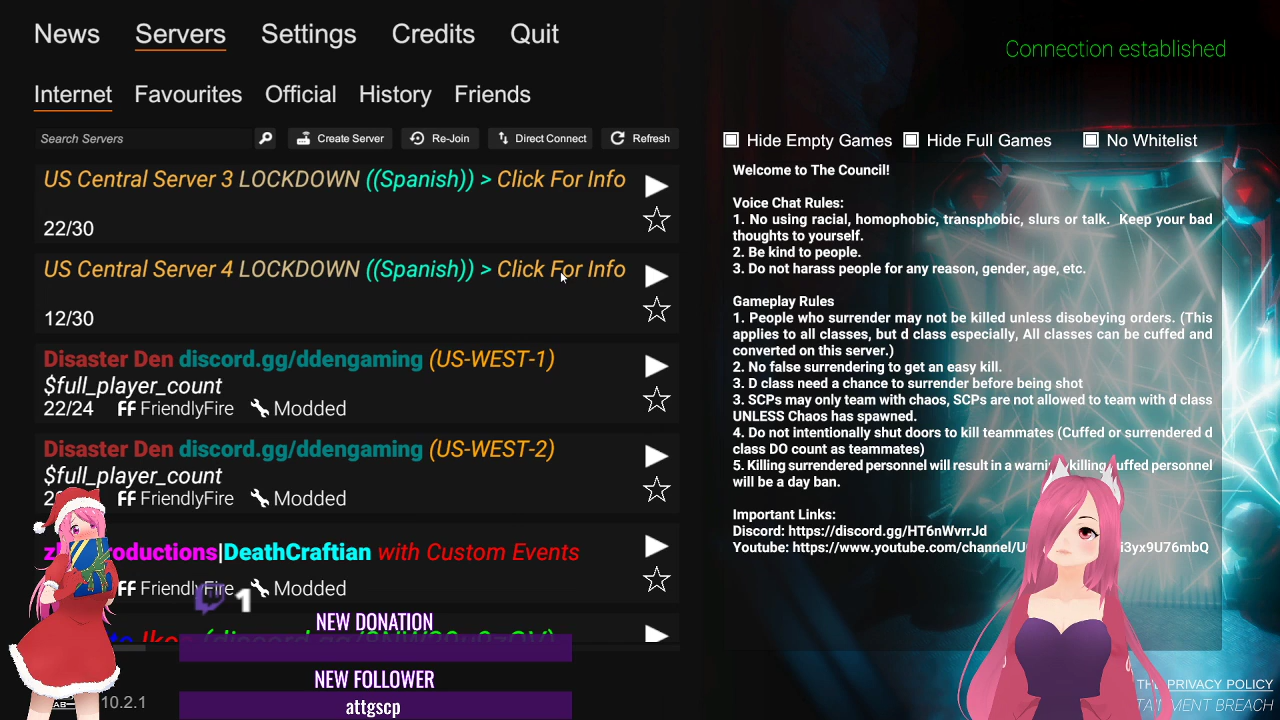 News Servers Settings Credits Quit
Connection established
Internet Favourites Official History Friends
Search Servers Create Server Re-Join Direct Connect Refresh
Hide Empty Games Hide Full Games No Whitelist
US Central Server 3 LOCKDOWN ((Spanish)) > Click For Info
22/30
US Central Server 4 LOCKDOWN ((Spanish)) > Click For Info
12/30
Disaster Den discord.gg/ddengaming (US-WEST-1)
$full_player_count
22/24 FF FriendlyFire Modded
Disaster Den discord.gg/ddengaming (US-WEST-2)
$full_player_count
FF FriendlyFire Modded
|DeathCraftian with Custom Events
FF FriendlyFire Modded
1
NEW DONATION
NEW FOLLOWER
attgscp
10.2.1
Welcome to The Council!
Voice Chat Rules:
1. No using racial, homophobic, transphobic, slurs or talk. Keep your bad
thoughts to yourself.
2. Be kind to people.
3. Do not harass people for any reason, gender, age, etc.
Gameplay Rules
1. People who surrender may not be killed unless disobeying orders. (This
applies to all classes, but d class especially, All classes can be cuffed and
converted on this server.)
2. No false surrendering to get an easy kill.
3. D class need a chance to surrender before being shot
3. SCPs may only team with chaos, SCPs are not allowed to team with d class
UNLESS Chaos has spawned.
4. Do not intentionally shut doors to kill teammates (Cuffed or surrendered d
class DO count as teammates)
5. Killing surrendered personnel will result in a killing personnel
will be a day ban.
Important Links:
Discord: https://discord.gg/HT6nWvrrJd
Youtube: https://www.youtube.com/channel/U i3yx9U76mbQ
PRIVACY POLICY
BREACH